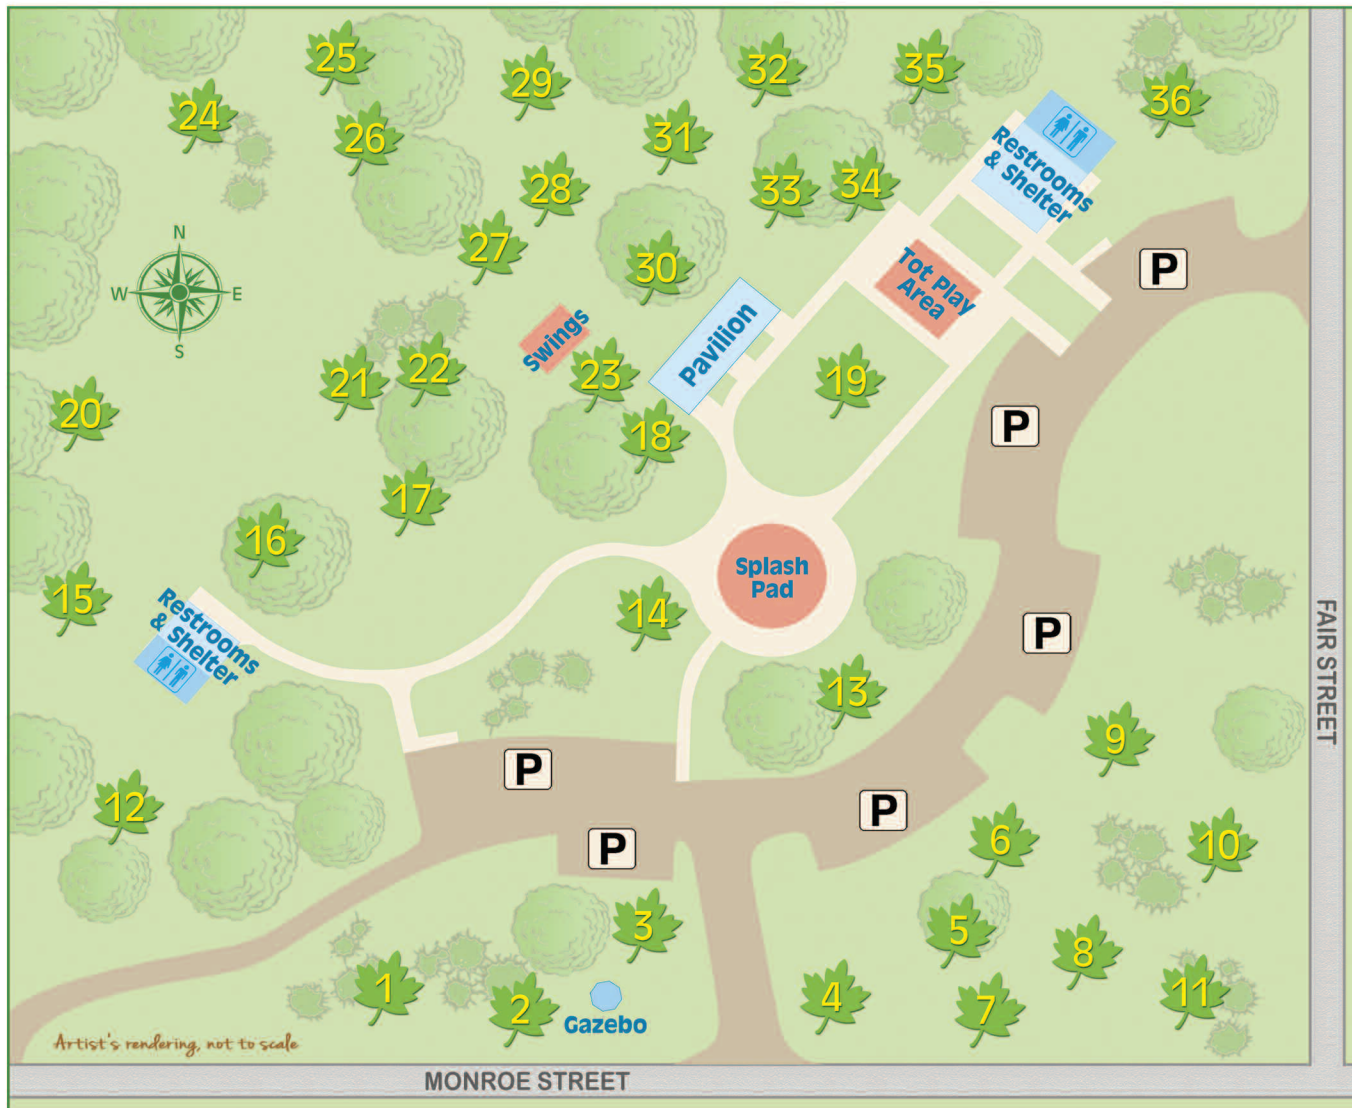 25
29
32
35
36
24
26
31
Restrooms
& Shelter
28
33
34
N
W
E
S
27
30
Tot Play
Area
P
Swings
Pavilion
21
22
23
19
20
18
P
17
16
15
Splash
Pad
14
Restrooms
& Shelter
P
FAIR STREET
13
9
P
12
P
P
6
10
3
5
8
1
2
4
7
11
Gazebo
Artist's rendering, not to scale
MONROE STREET